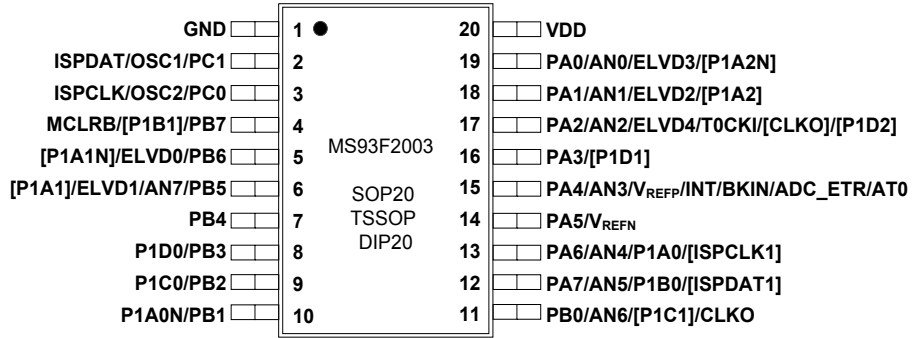 GND 1 20 VDD
ISPDAT/OSC1/PC1 2 19 PA0/AN0/ELVD3/[P1A2N]
ISPCLK/OSC2/PC0 3 18 PA1/AN1/ELVD2/[P1A2]
MCLRB/[P1B1]/PB7 4 17 PA2/AN2/ELVD4/T0CKI/[CLKO]/[P1D2]
MS93F2003
[P1A1N]/ELVD0/PB6 5 16 PA3/[P1D1]
[P1A1]/ELVD1/AN7/PB5 6 15 PA4/AN3/VREFP/INT/BKIN/ADC_ETR/AT0
SOP20
PB4 7 14 PA5/VREFN
TSSOP
DIP20
P1D0/PB3 8 13 PA6/AN4/P1A0/[ISPCLK1]
P1C0/PB2 9 12 PA7/AN5/P1B0/[ISPDAT1]
P1A0N/PB1 10 11 PB0/AN6/[P1C1]/CLKO